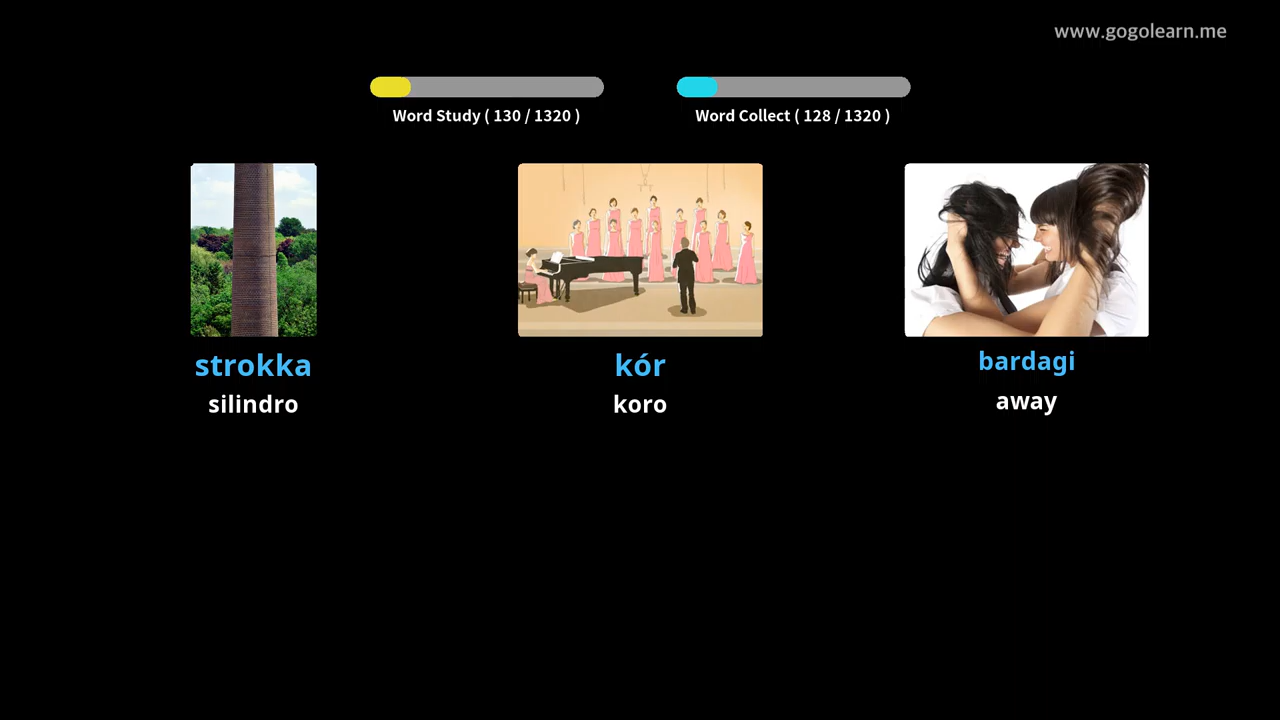 www.gogolearn.me
Word Study ( 130 / 1320 )
Word Collect ( 128 / 1320 )
strokka
silindro
kór
koro
bardagi
away